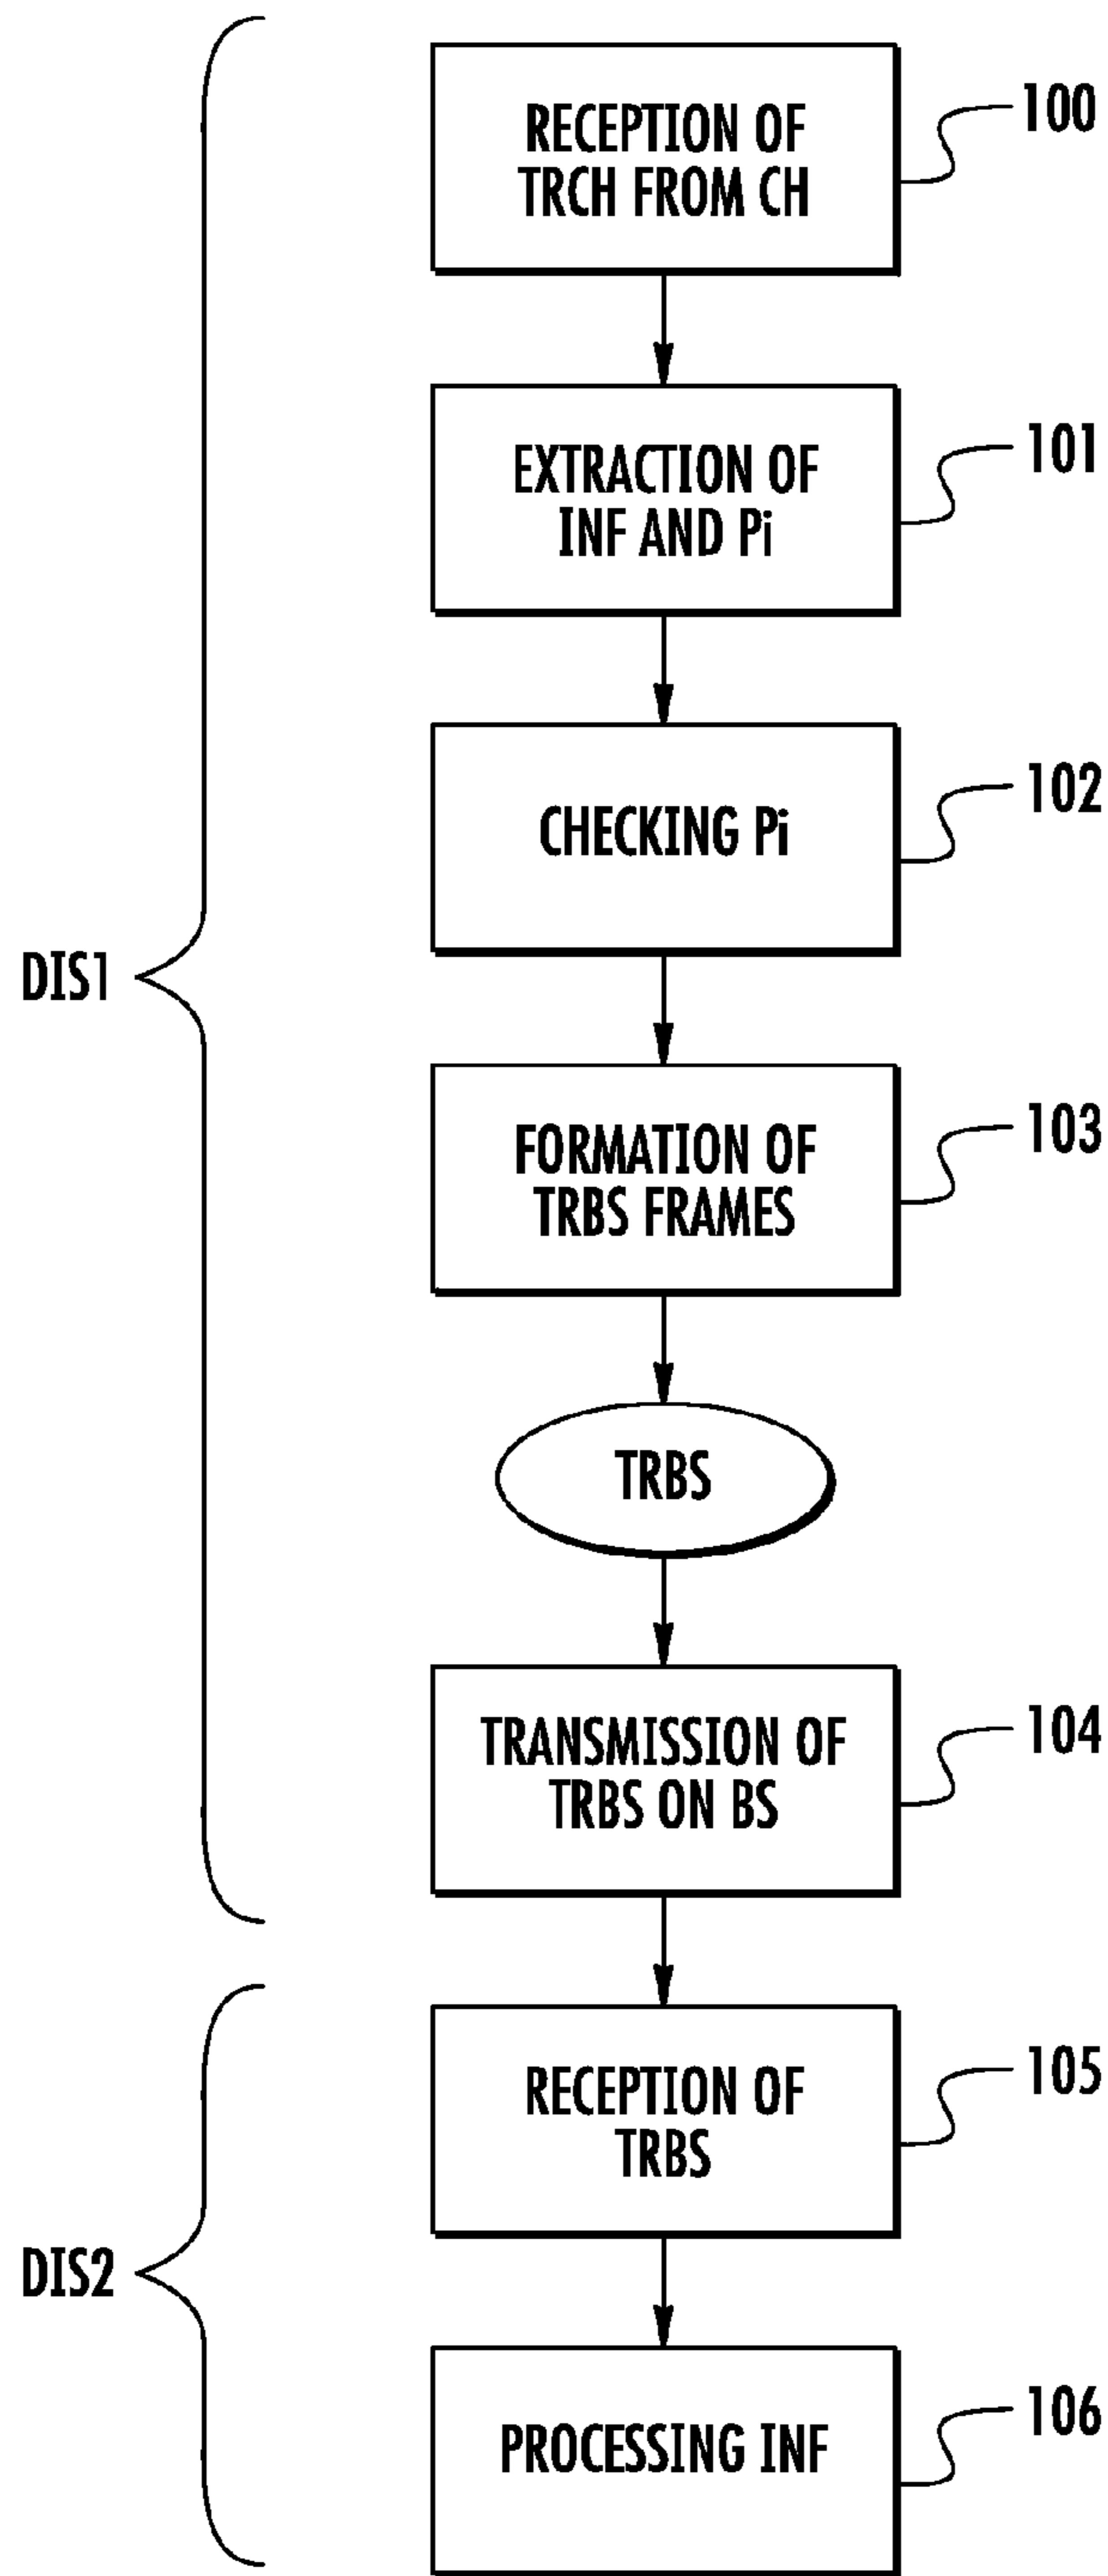 RECEPTION OF
TRCH FROM CH
100
EXTRACTION OF
INF AND Pi
101
CHECKING Pi
102
DIS1
FORMATION OF
TRBS FRAMES
103
TRBS
TRANSMISSION OF
TRBS ON BS
104
RECEPTION OF
TRBS
105
DIS2
PROCESSING INF
106